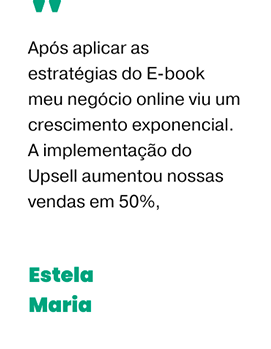 Após aplicar as
estratégias do E-book
meu negócio online viu um
crescimento exponencial.
A implementação do
Upsell aumentou nossas
vendas em 50%,
Estela
Maria